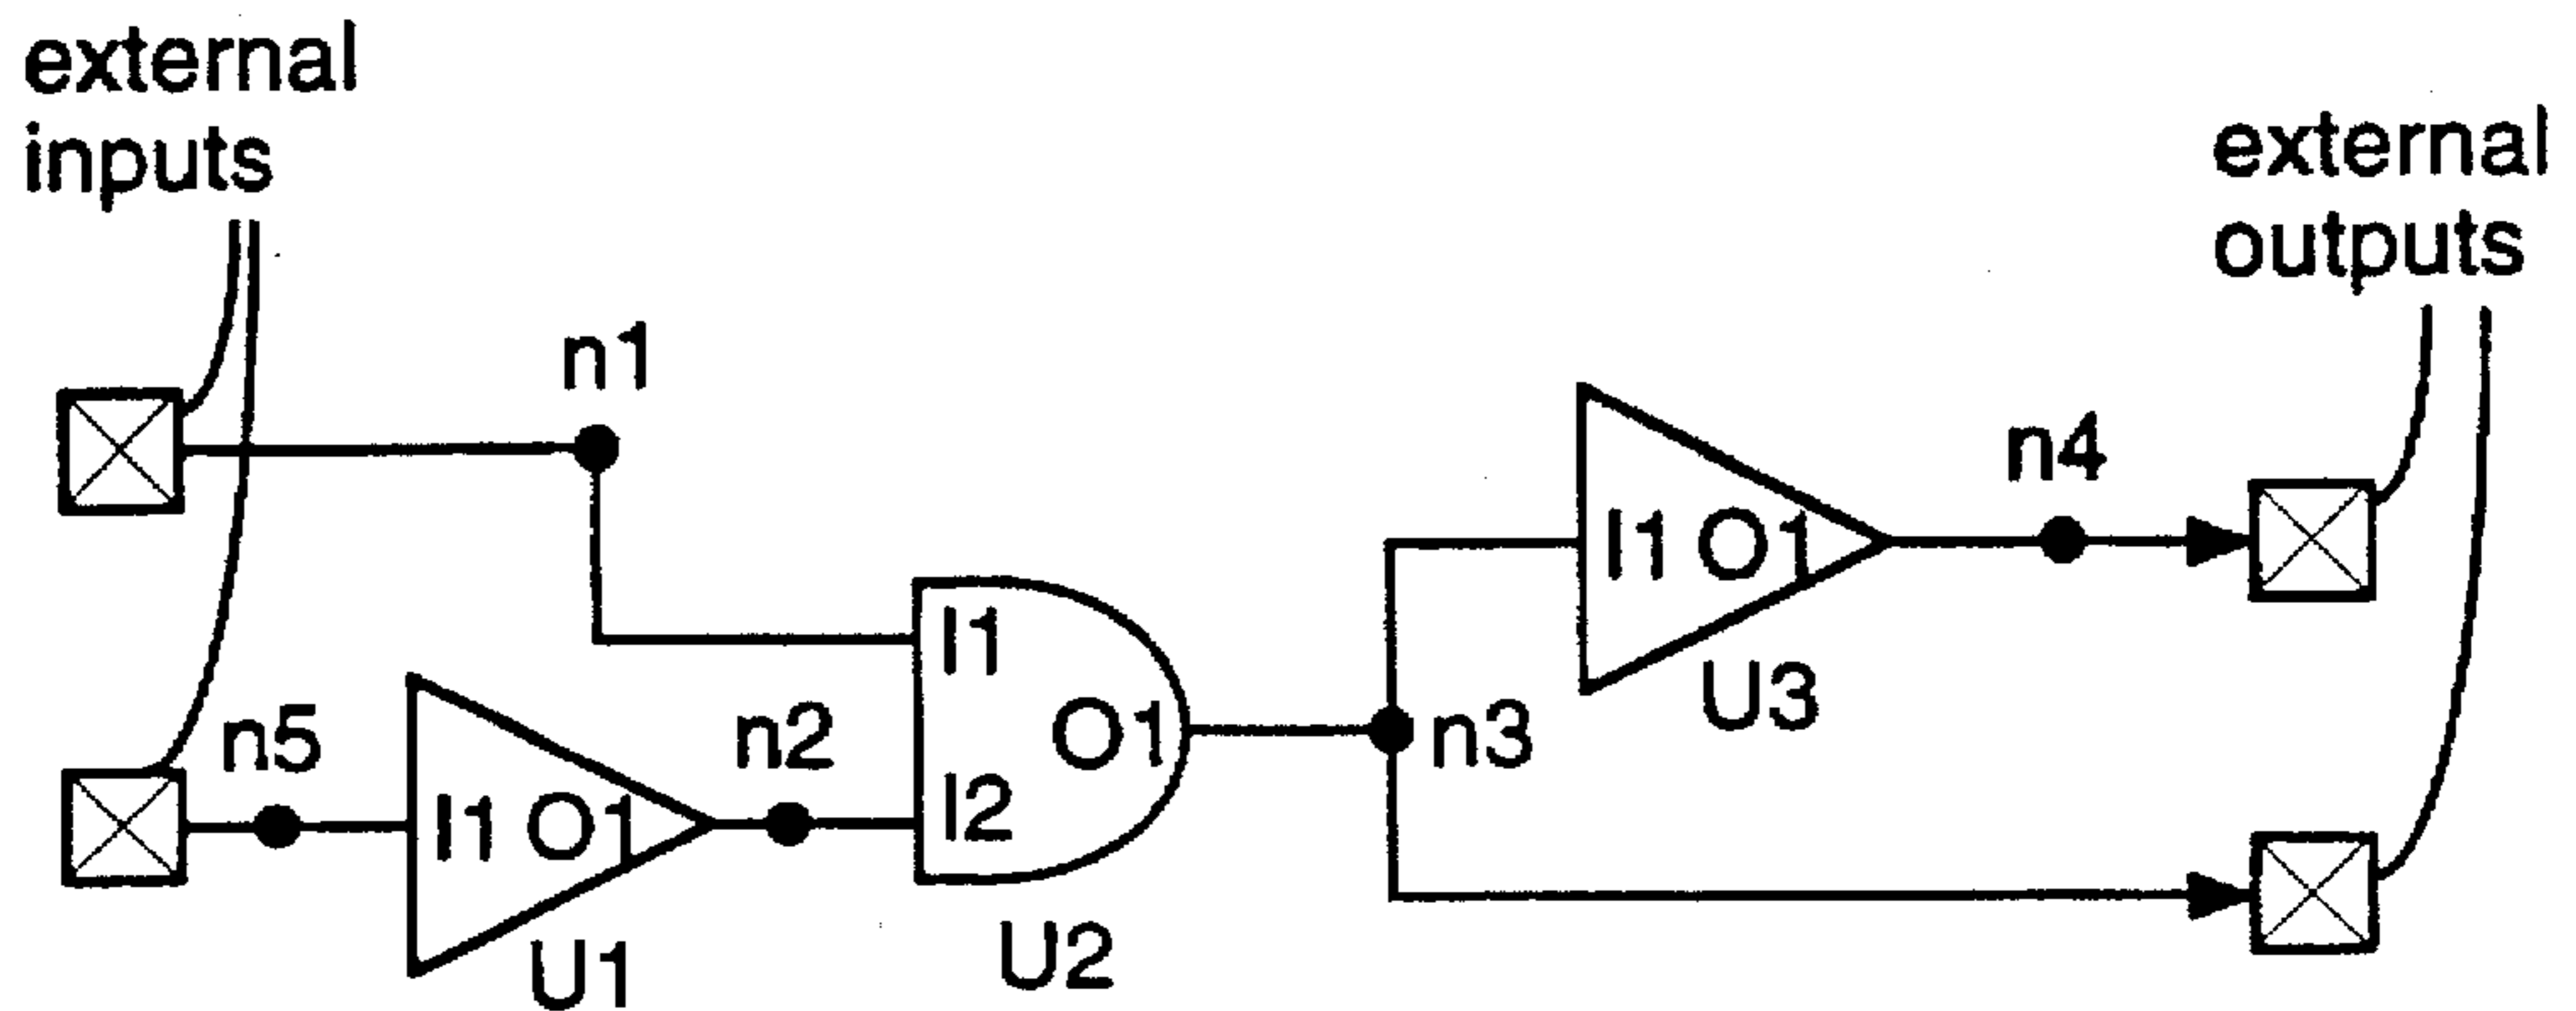 external
inputs
external
outputs
n1
n4
I1 O1
U3
I1
O1
I2
U2
n3
n5
I1 O1
U1
n2